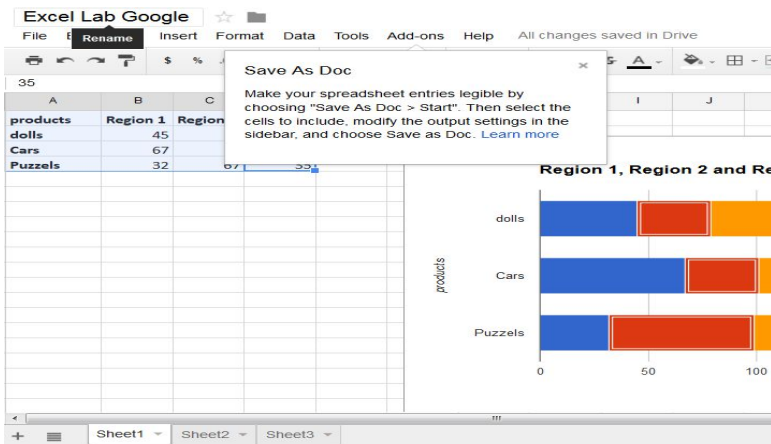 Excel Lab Google
File E Insert Format Data Tools Add-ons Help All changes saved in Drive
Rename
$ % . A
35
Save As Doc ×
Make your spreadsheet entries legible by
choosing "Save As Doc > Start". Then select the
cells to include, modify the output settings in the
sidebar, and choose Save as Doc. Learn more
A B C I J
products Region 1 Region
dolls 45
Cars 67
Puzzels 32 67 35
Region 1, Region 2 and Re
dolls
products
Cars
Puzzels
0 50 100
Sheet1 Sheet2 Sheet3